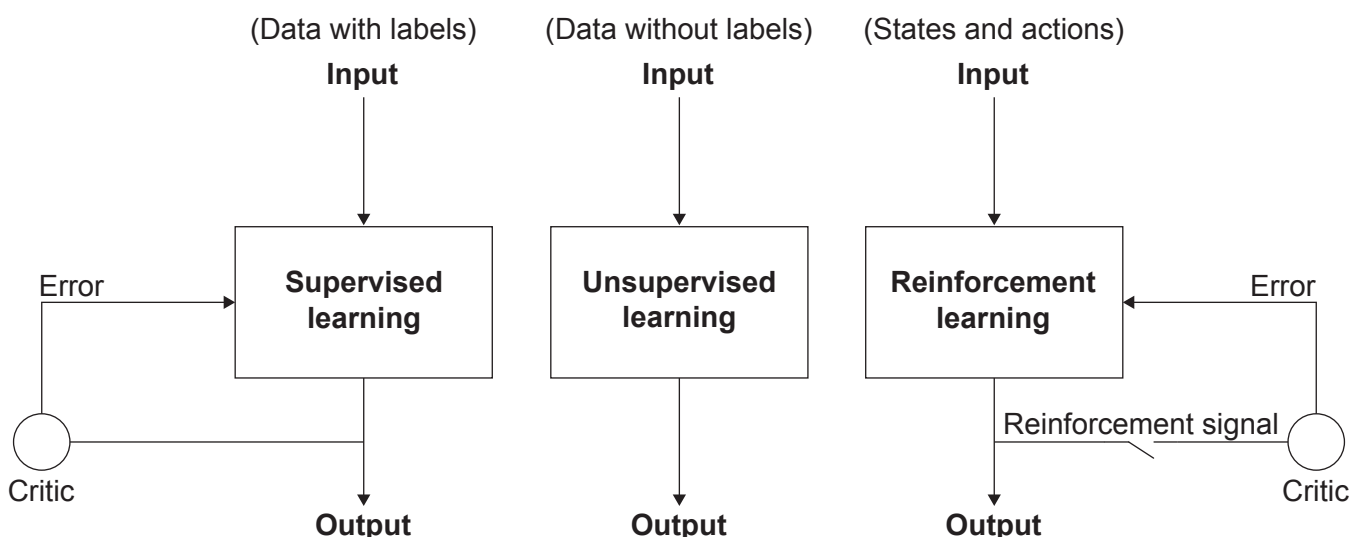 (Data with labels)
Input
(Data without labels)
Input
(States and actions)
Input
Error
Supervised
learning
Critic
Output
Unsupervised
learning
Output
Reinforcement
learning
Error
Reinforcement signal
Critic
Output